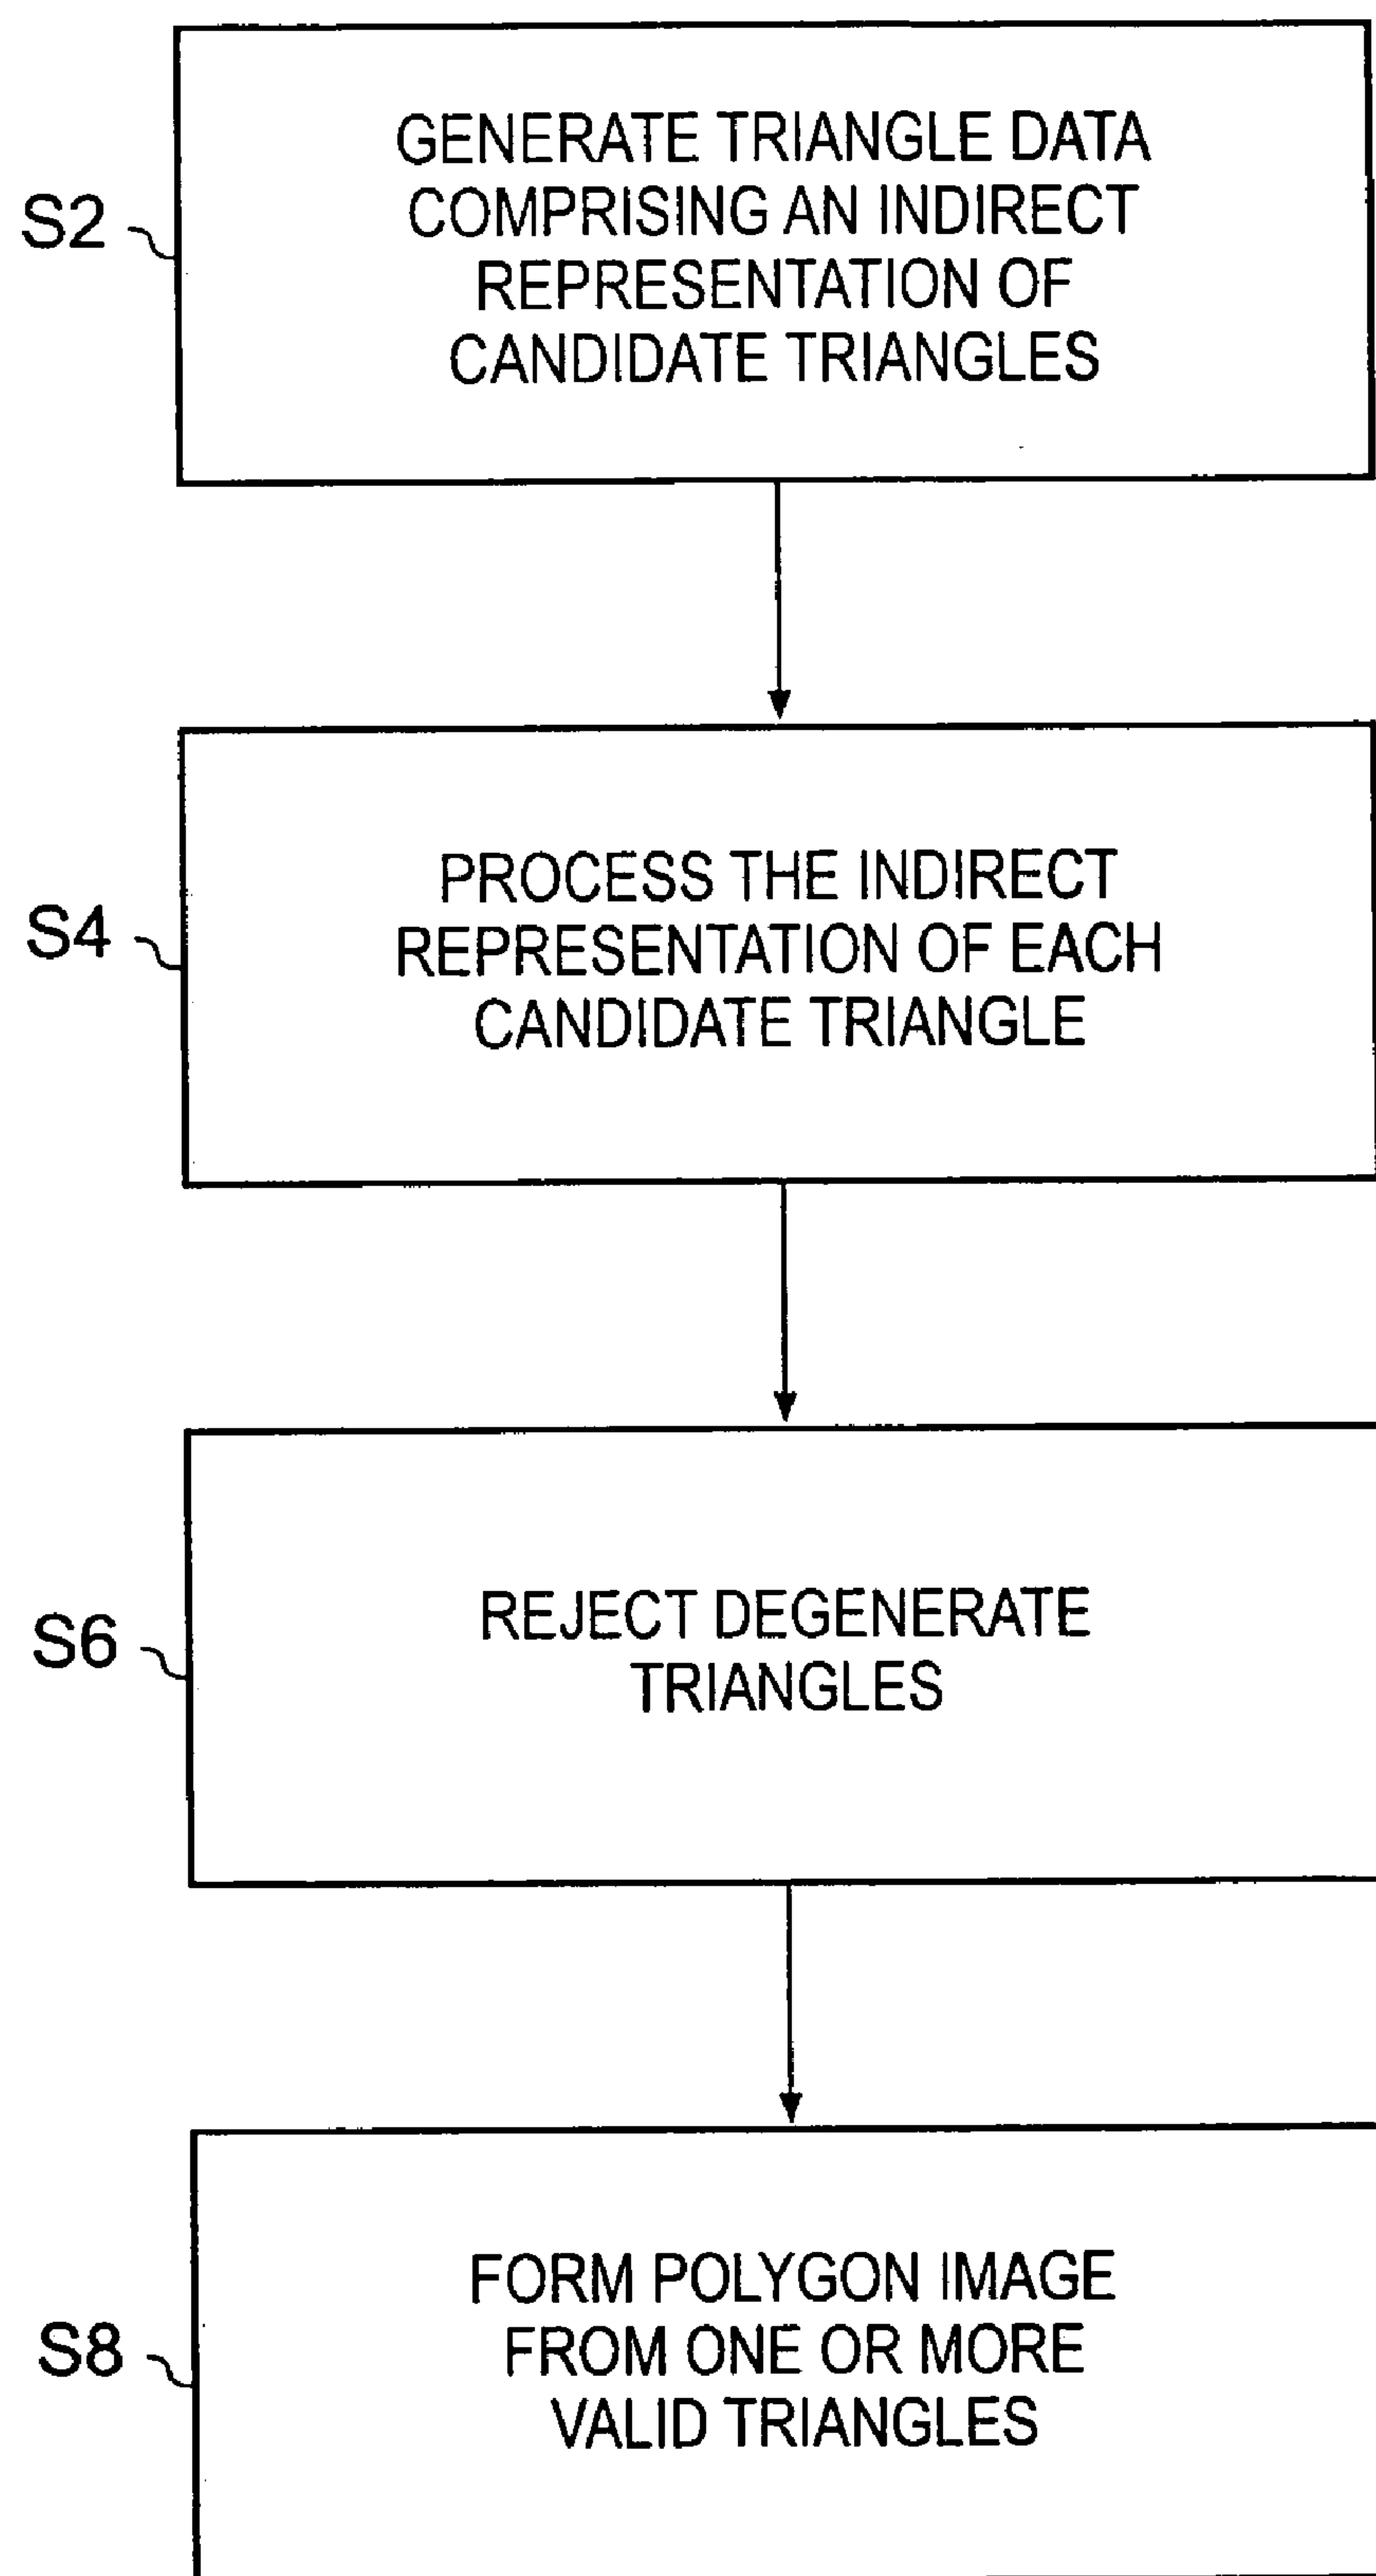 S2
GENERATE TRIANGLE DATA
COMPRISING AN INDIRECT
REPRESENTATION OF
CANDIDATE TRIANGLES
S4
PROCESS THE INDIRECT
REPRESENTATION OF EACH
CANDIDATE TRIANGLE
S6
REJECT DEGENERATE
TRIANGLES
S8
FORM POLYGON IMAGE
FROM ONE OR MORE
VALID TRIANGLES